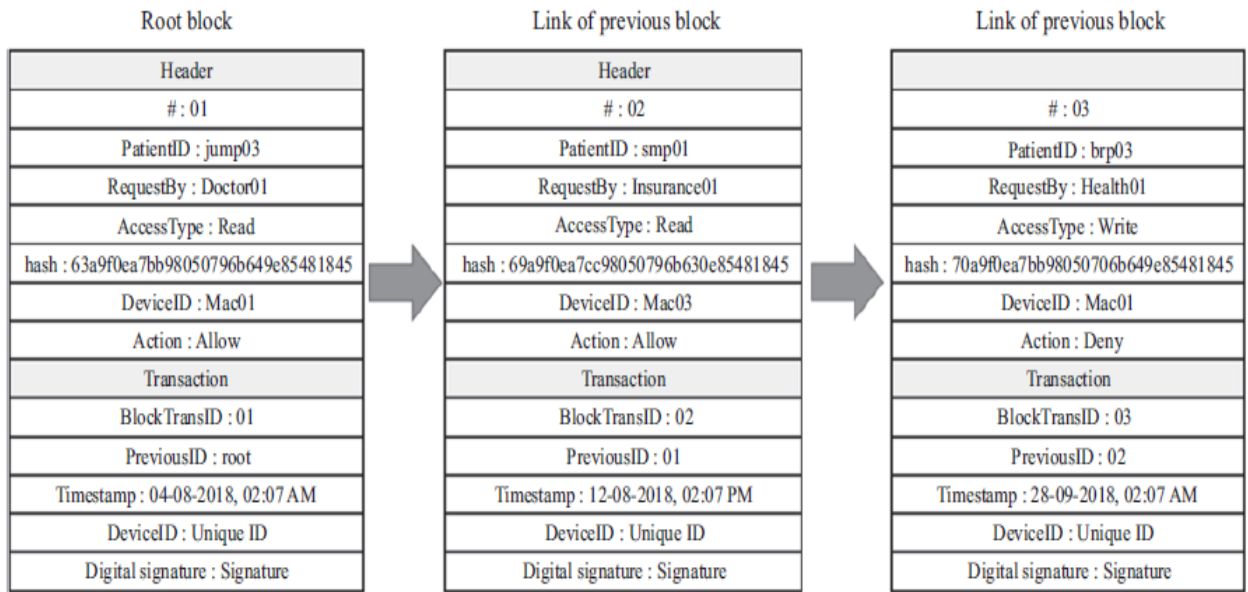 Root block
Header
# : 01
PatientID : jump03
RequestBy : Doctor01
AccessType : Read
hash : 63a9f0ea7bb98050796b649e85481845
DeviceID : Mac01
Action : Allow
Transaction
BlockTransID : 01
PreviousID : root
Timestamp : 04-08-2018, 02:07 AM
DeviceID : Unique ID
Digital signature : Signature
Link of previous block
Header
# : 02
PatientID : smp01
RequestBy : Insurance01
AccessType : Read
hash : 69a9f0ea7cc98050796b630e85481845
DeviceID : Mac03
Action : Allow
Transaction
BlockTransID : 02
PreviousID : 01
Timestamp : 12-08-2018, 02:07 PM
DeviceID : Unique ID
Digital signature : Signature
Link of previous block
# : 03
PatientID : brp03
RequestBy : Health01
AccessType : Write
hash : 70a9f0ea7bb98050706b649e85481845
DeviceID : Mac01
Action : Deny
Transaction
BlockTransID : 03
PreviousID : 02
Timestamp : 28-09-2018, 02:07 AM
DeviceID : Unique ID
Digital signature : Signature